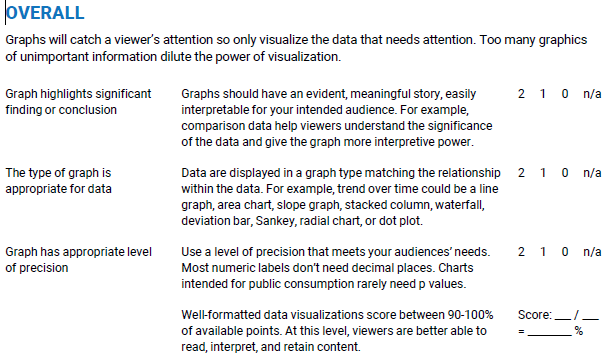 OVERALL
Graphs will catch a viewer's attention so only visualize the data that needs attention. Too many graphics
of unimportant information dilute the power of visualization.
Graph highlights significant
finding or conclusion
Graphs should have an evident, meaningful story, easily
interpretable for your intended audience. For example,
comparison data help viewers understand the significance
of the data and give the graph more interpretive power.
2 1 0 n/a
The type of graph is
appropriate for data
Data are displayed in a graph type matching the relationship
within the data. For example, trend over time could be a line
graph, area chart, slope graph, stacked column, waterfall,
deviation bar, Sankey, radial chart, or dot plot.
2 1 0 n/a
Graph has appropriate level
of precision
Use a level of precision that meets your audiences' needs.
Most numeric labels don't need decimal places. Charts
intended for public consumption rarely need p values.
2 1 0 n/a
Well-formatted data visualizations score between 90-100%
of available points. At this level, viewers are better able to
read, interpret, and retain content.
Score: __ / __
= ______ %